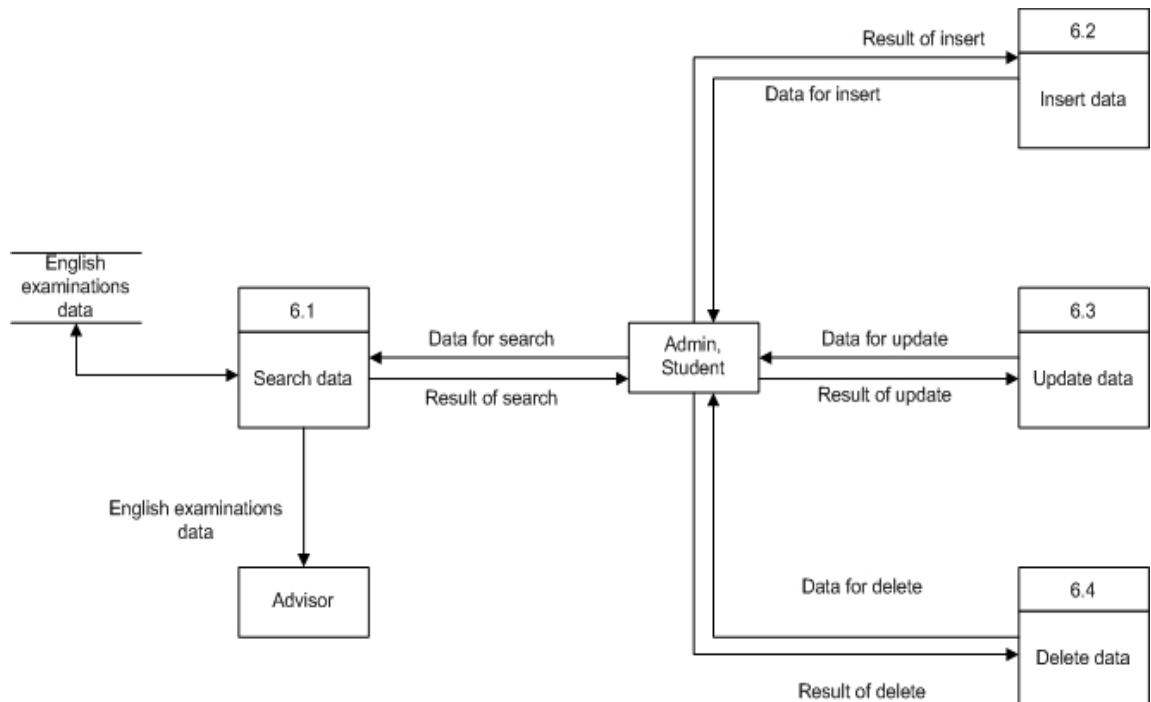 Result of insert
6.2
Data for insert
Insert data
English
examinations
data
6.1
Search data
Data for search
Result of search
Admin,
Student
Data for update
Result of update
6.3
Update data
English examinations
data
Advisor
Data for delete
6.4
Delete data
Result of delete